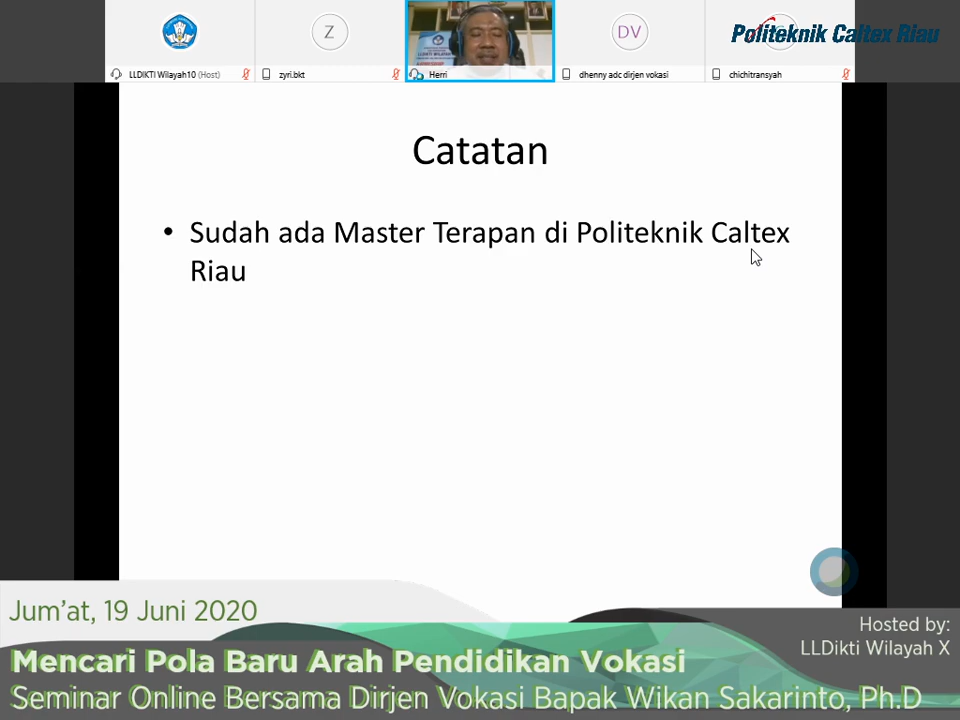 Z
DV
Politeknik Caltex Riau
LLDIKTI Wilayah10 (Host)
zyri.bkt
Herri
dhenny adc dirjen vokasi
chichitransyah
Catatan
• Sudah ada Master Terapan di Politeknik Caltex
Riau
Jum'at, 19 Juni 2020
Hosted by:
LLDikti Wilayah X
Mencari Pola Baru Arah Pendidikan Vokasi
Seminar Online Bersama Dirjen Vokasi Bapak Wikan Sakarinto, Ph.D